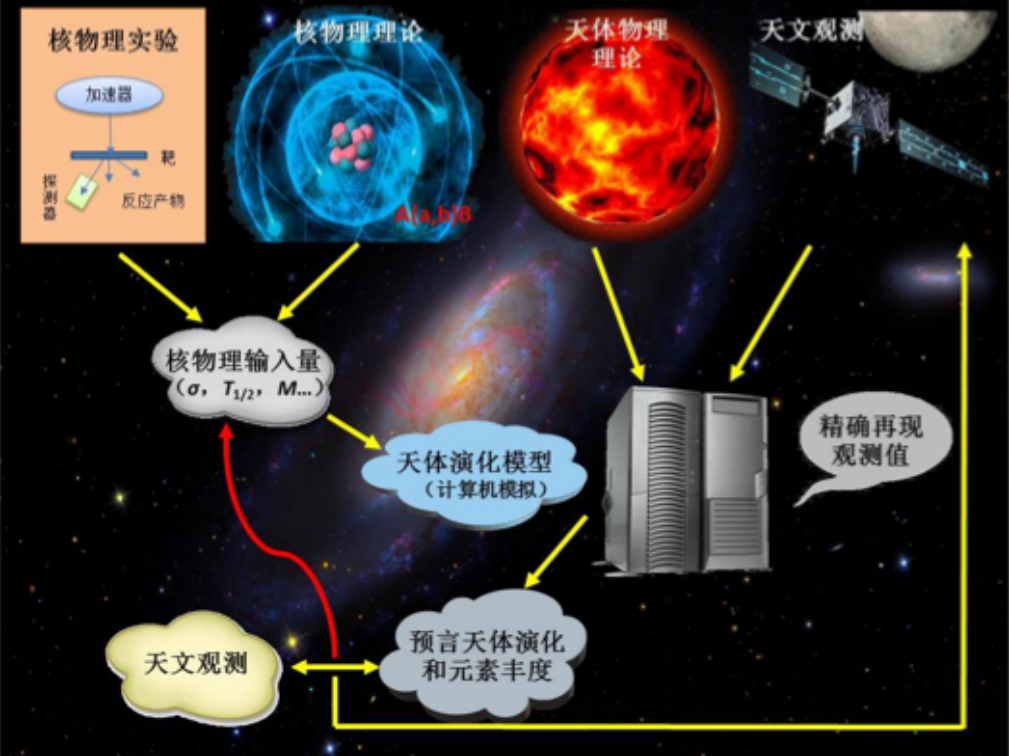 核物理实验
加速器
靶
探测器
反应产物
核物理理论
A(a,b)B
天体物理
理论
天文观测
核物理输入量
（σ，T1/2，M...）
天体演化模型
（计算机模拟）
精确再现
观测值
预言天体演化
和元素丰度
天文观测